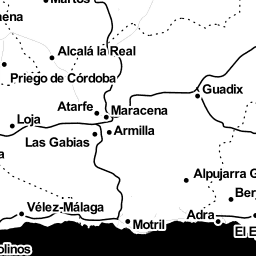 Martos
ena
Alcalá la Real
Priego de Córdoba
Guadix
Atarfe
Maracena
Loja
Armilla
Las Gabias
a
Alpujarra G
Ber
Vélez-Málaga
Adra
Motril
El E
olinos